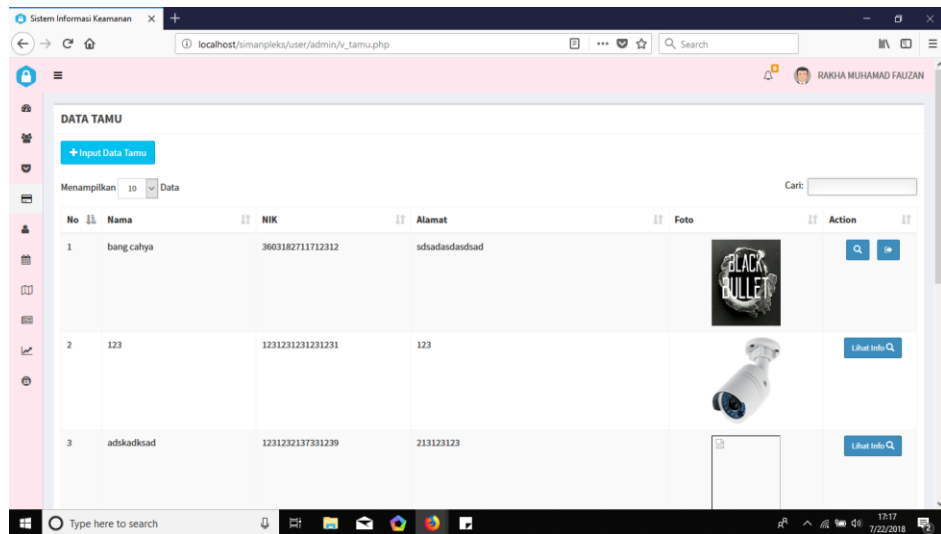 Sistem Informasi Keamanan
localhost/simanpleks/user/admin/v_tamu.php
Search
RAKHA MUHAMAD FAUZAN
DATA TAMU
+Input Data Tamu
Menampilkan 10 Data
Cari:
No Nama NIK Alamat Foto Action
1 bang cahya 3603182711712312 sdsadasdasdsad
BLACK
BULLET
2 123 1231231231231231 123 Lihat Info
3 adskadksad 1231232137331239 213123123 Lihat Info
Type here to search
17:17
7/22/2018
2